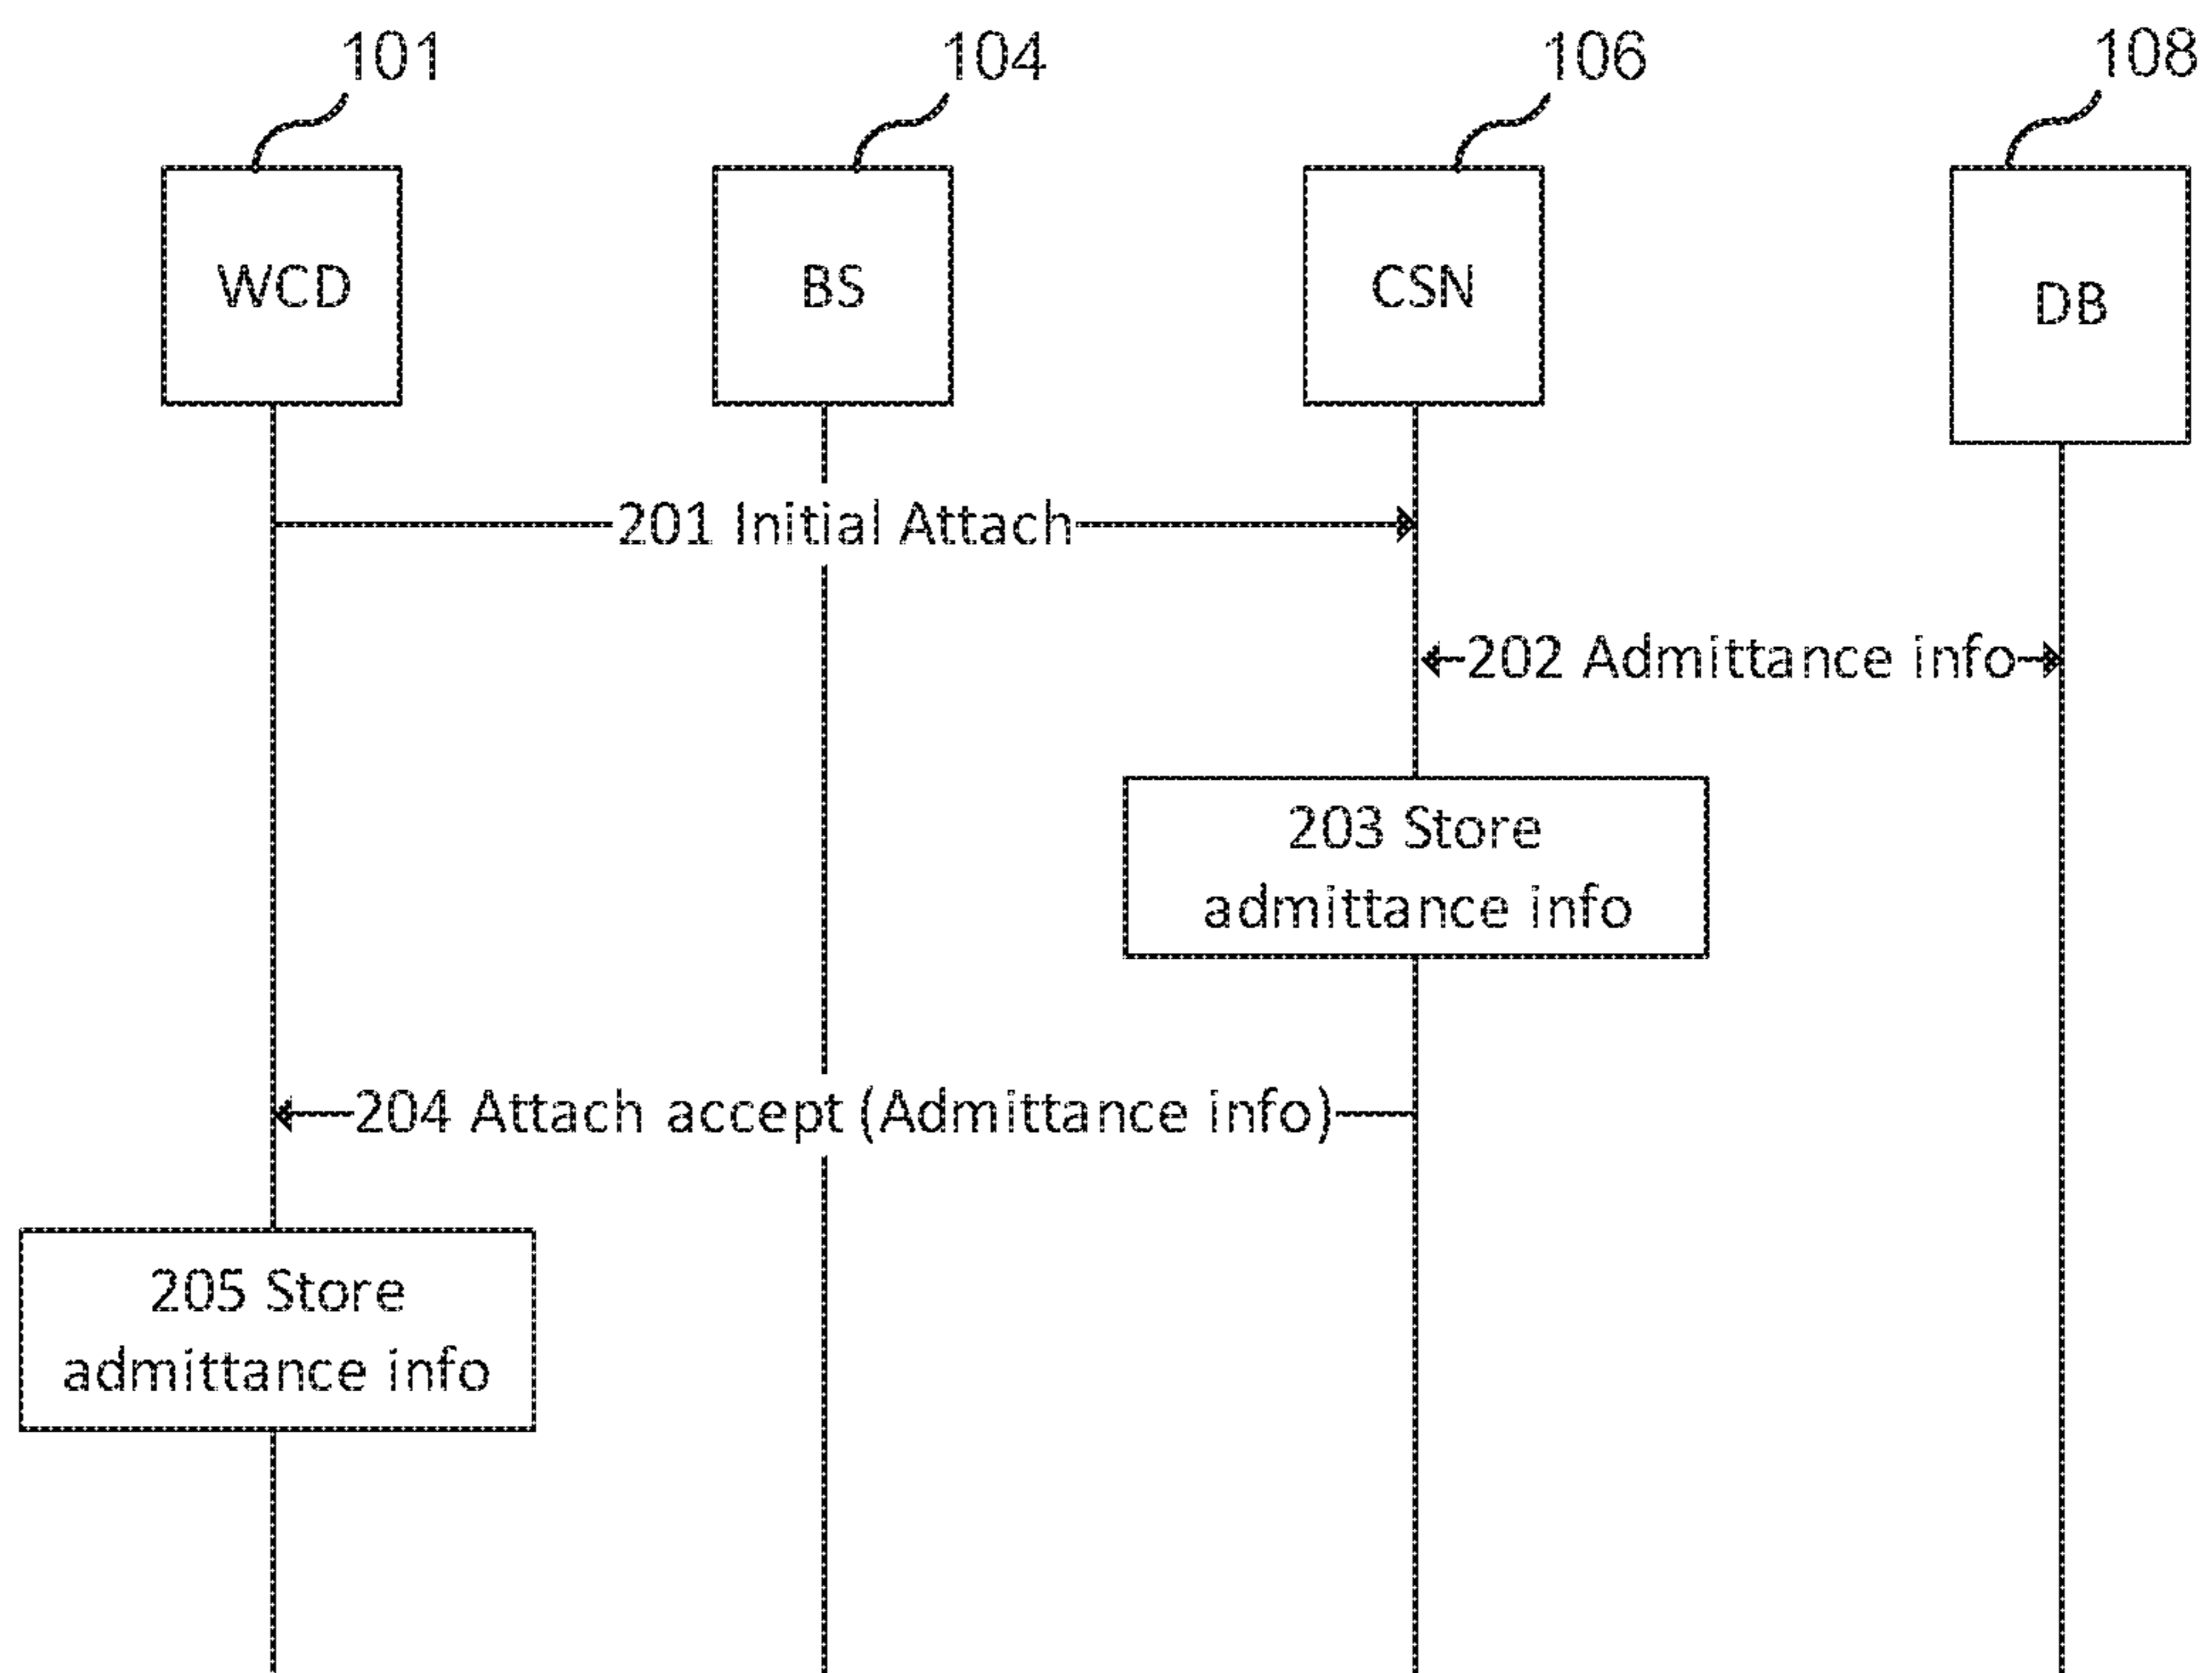 101
104
106
108
WCD
BS
CSN
DB
201 Initial Attach
202 Admittance info
203 Store
admittance info
204 Attach accept (Admittance info)
205 Store
admittance info